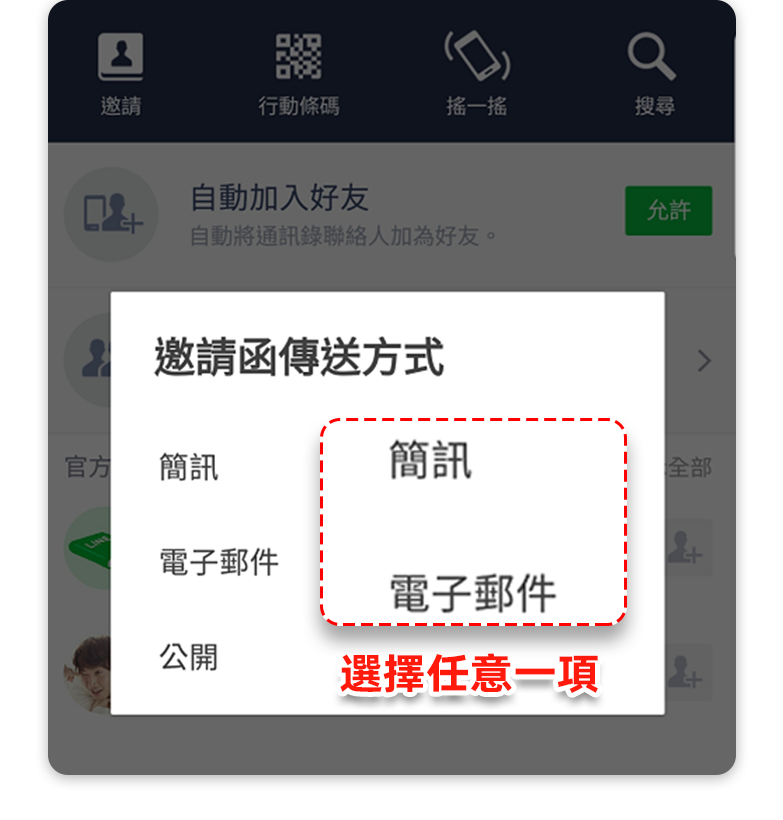 邀請
行動條碼
搖一搖
搜尋
自動加入好友
自動將通訊錄聯絡人加為好友。
允許
邀請函傳送方式
簡訊
簡訊
官方
全部
LINE
電子郵件
電子郵件
公開
選擇任意一項